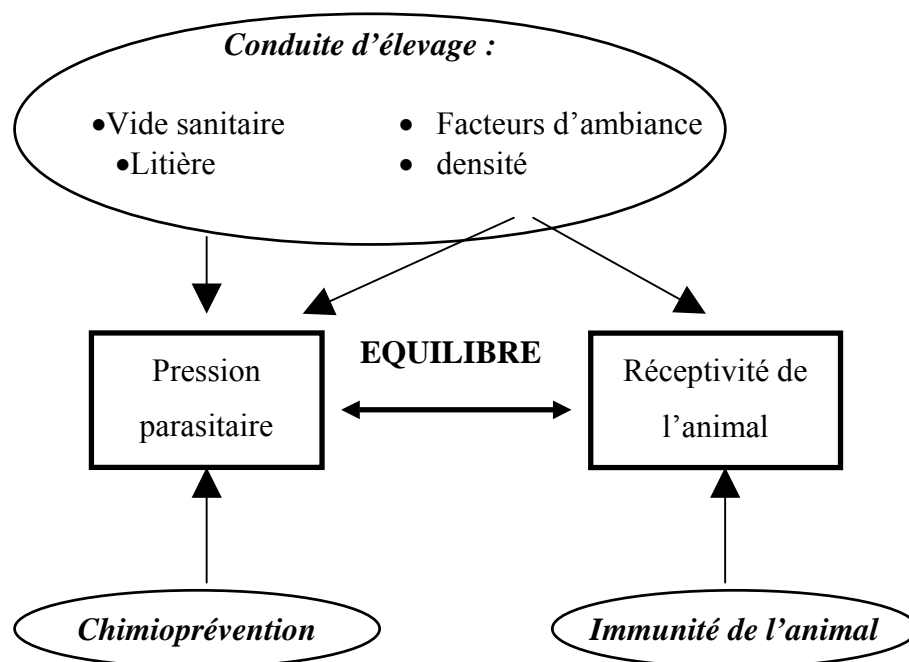 Conduite d’élevage :
•Vide sanitaire
•Litière
• Facteurs d’ambiance
• densité
EQUILIBRE
Pression
parasitaire
Réceptivité de
l’animal
Chimioprévention
Immunité de l’animal